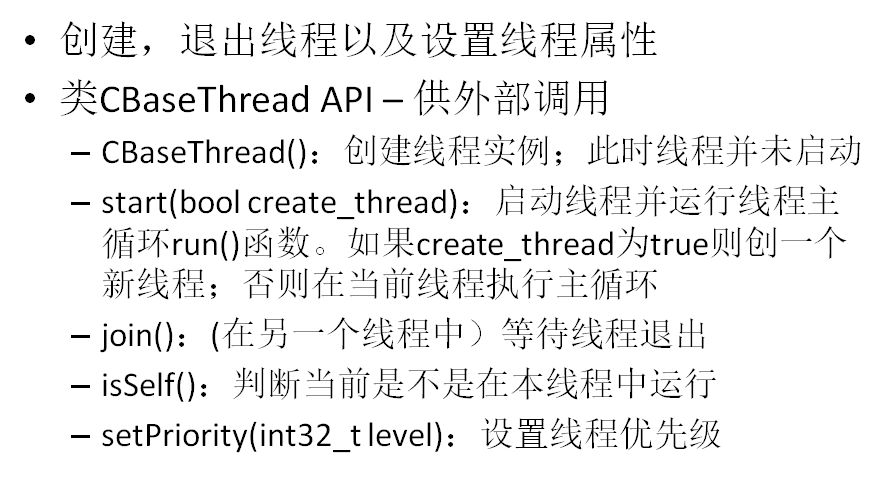 • 创建，退出线程以及设置线程属性
• 类CBaseThread API – 供外部调用
– CBaseThread()：创建线程实例；此时线程并未启动
– start(bool create_thread)：启动线程并运行线程主
循环run()函数。如果create_thread为true则创一个
新线程；否则在当前线程执行主循环
– join()：(在另一个线程中）等待线程退出
– isSelf()：判断当前是不是在本线程中运行
– setPriority(int32_t level)：设置线程优先级